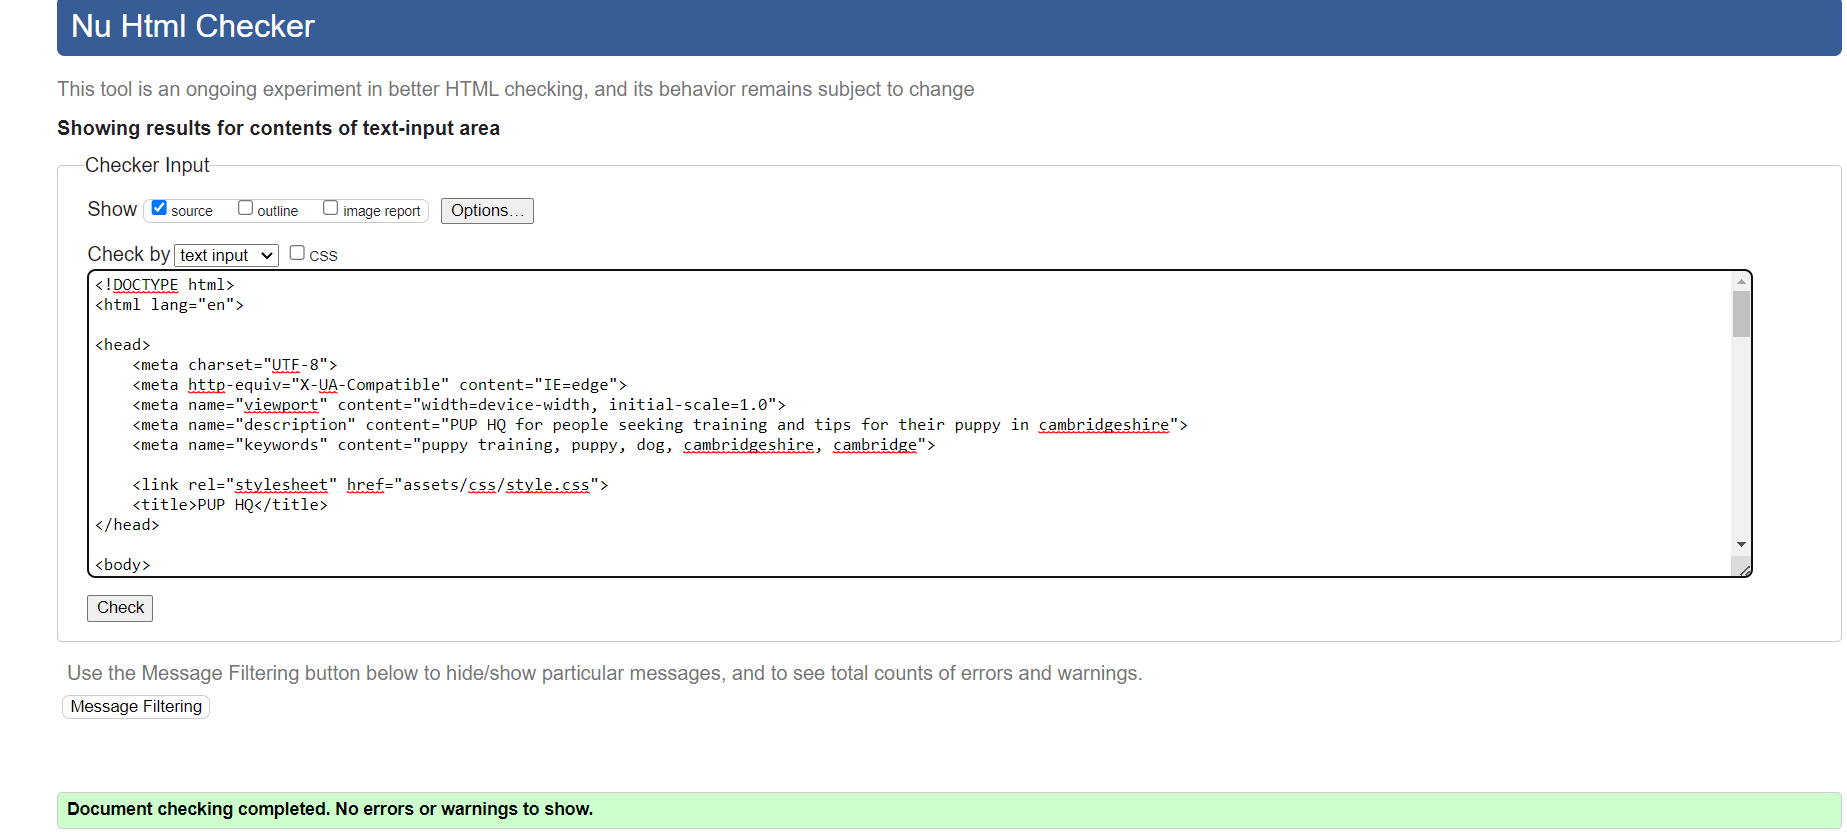 Nu Html Checker
This tool is an ongoing experiment in better HTML checking, and its behavior remains subject to change
Showing results for contents of text-input area
Checker Input
Show source outline image report Options...
Check by text input CSS
<!DOCTYPE html>
<html lang="en">
<head>
<meta charset="UTF-8">
<meta http-equiv="X-UA-Compatible" content="IE=edge">
<meta name="viewport" content="width=device-width, initial-scale=1.0">
<meta name="description" content="PUP HQ for people seeking training and tips for their puppy in cambridgeshire">
<meta name="keywords" content="puppy training, puppy, dog, cambridgeshire, cambridge">
<link rel="stylesheet" href="assets/css/style.css">
<title>PUP HQ</title>
</head>
<body>
Check
Use the Message Filtering button below to hide/show particular messages, and to see total counts of errors and warnings.
Message Filtering
Document checking completed. No errors or warnings to show.